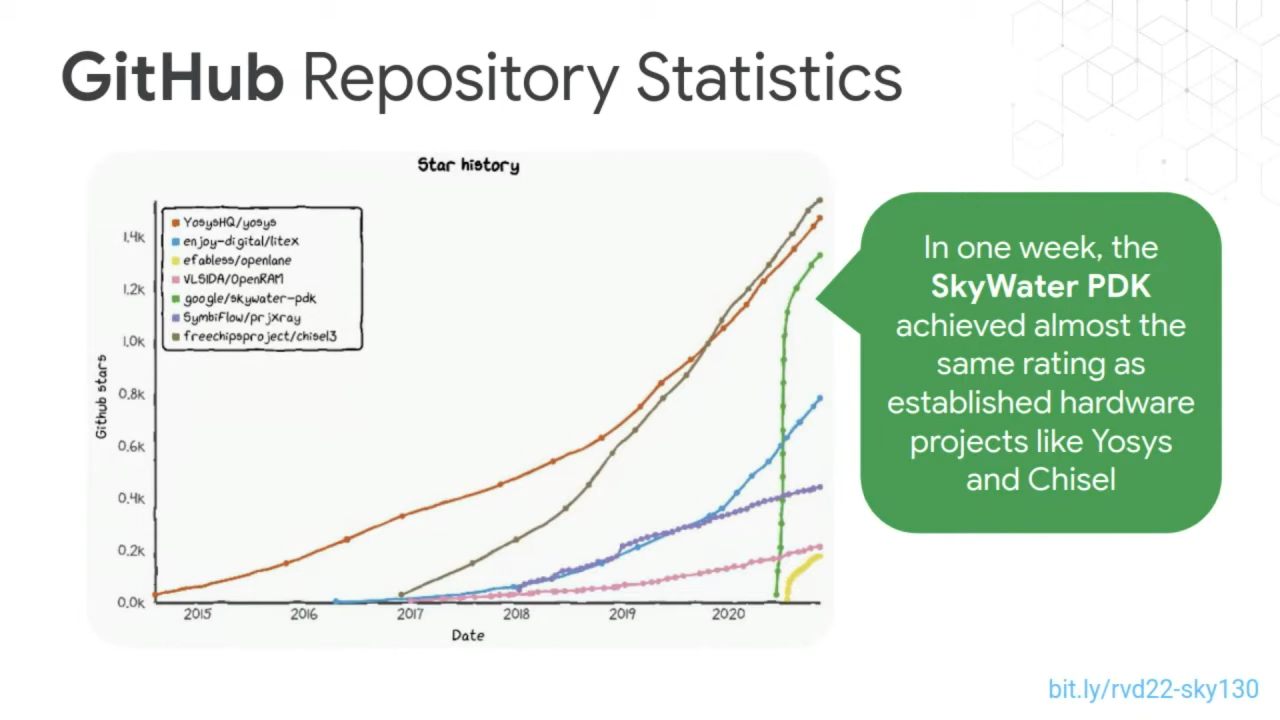 GitHub Repository Statistics
Star history
YosysHQ/yosys
enjoy-digital/litex
efabless/openlane
VLSIDA/OpenRAM
google/skywater-pdk
SymbiFlow/prjxray
freechipsproject/chisel3
Github stars
1.4k
1.2k
1.0k
0.8k
0.6k
0.4k
0.2k
0.0k
2015 2016 2017 2018 2019 2020
Date
In one week, the
SkyWater PDK
achieved almost the
same rating as
established hardware
projects like Yosys
and Chisel
bit.ly/rvd22-sky130